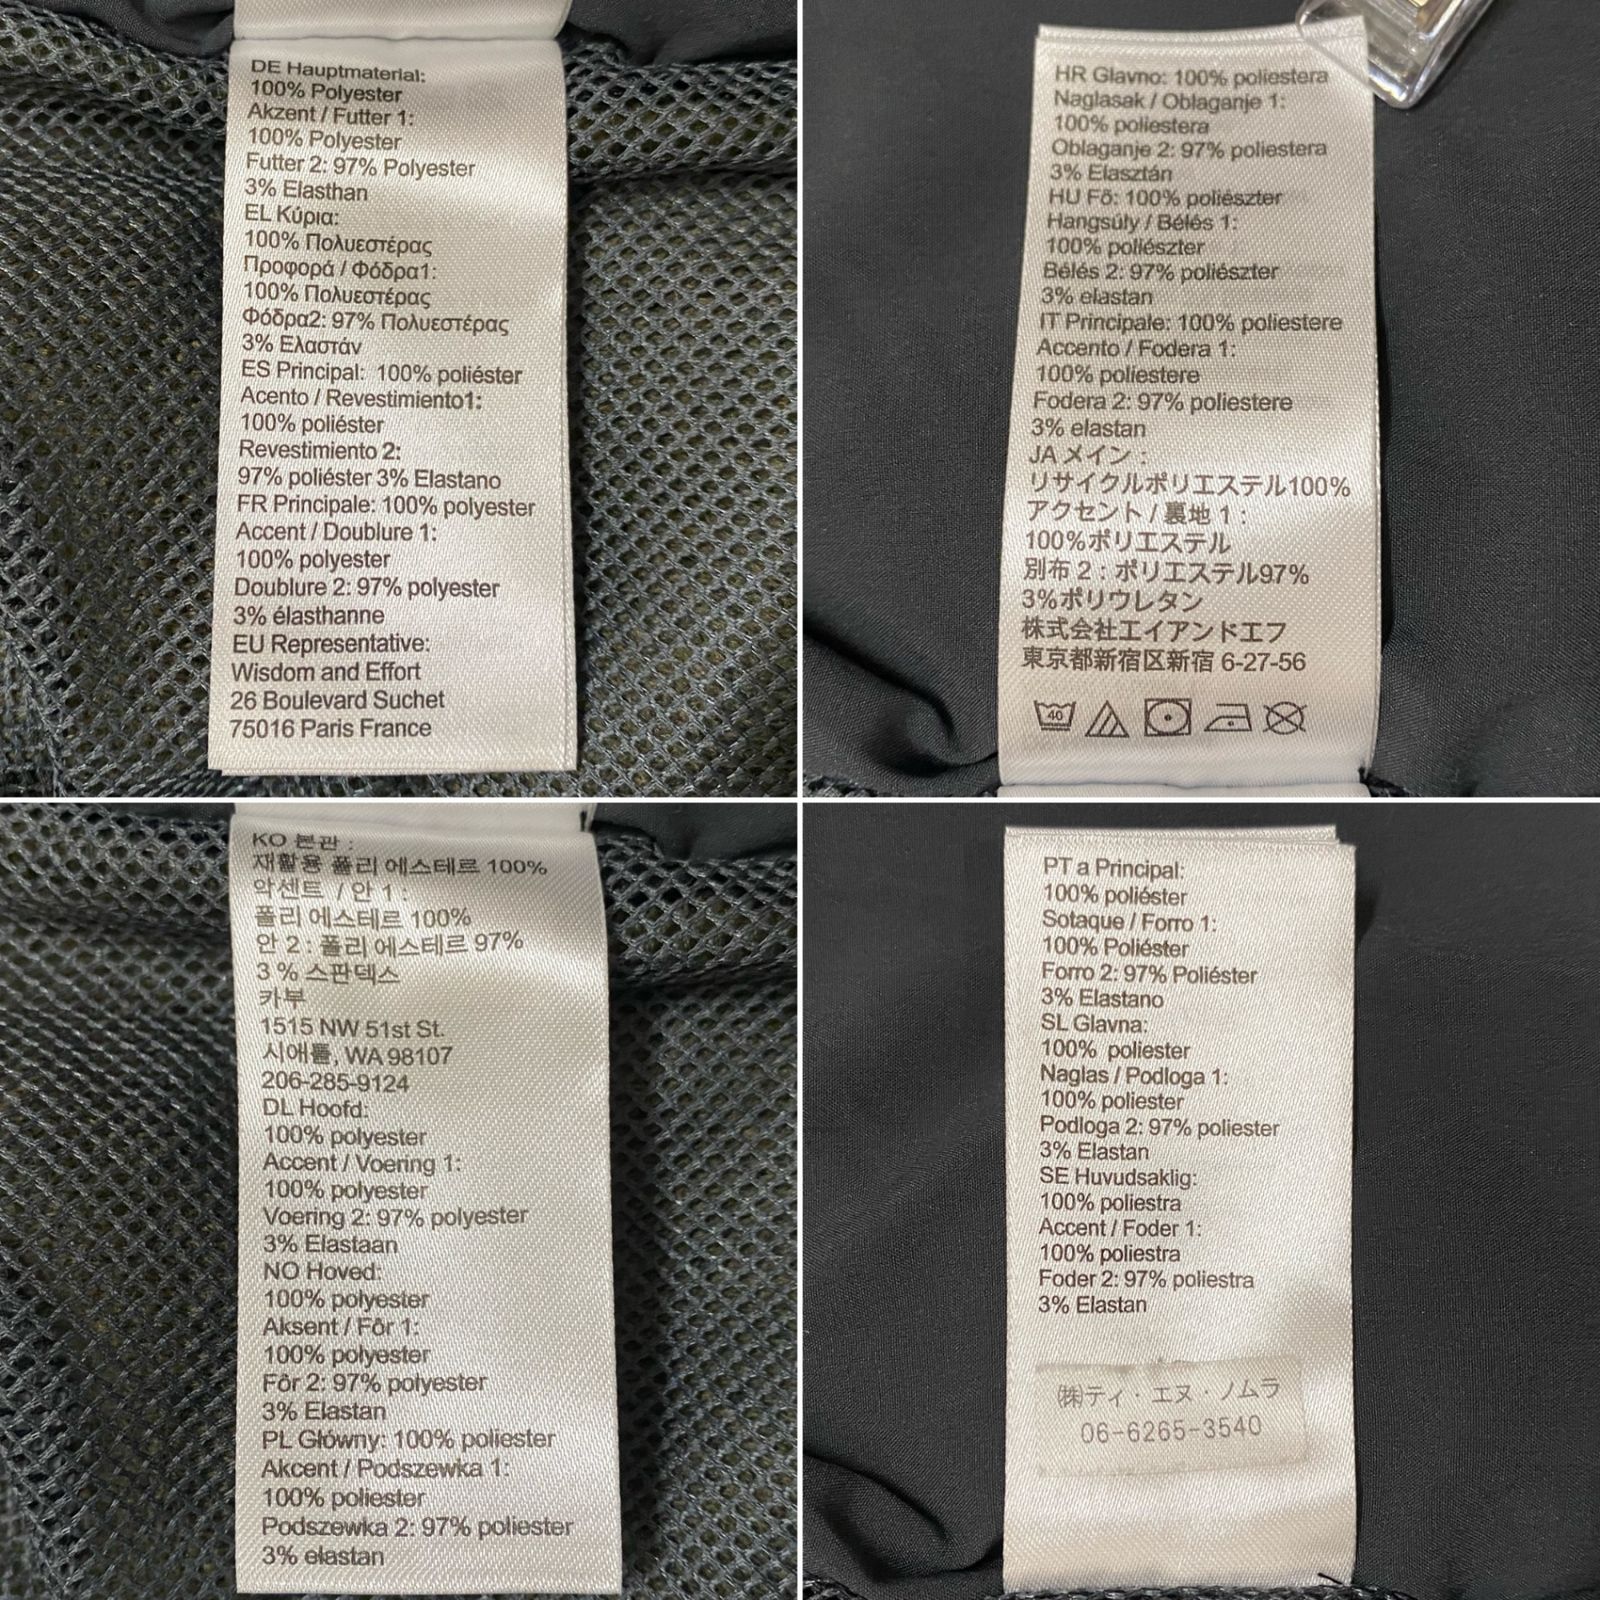 DE Hauptmaterial:
100% Polyester
Akzent / Futter 1:
100% Polyester
Futter 2: 97% Polyester
3% Elasthan
EL Κύρια:
100% Πολυεστέρας
Προφορά / Φόδρα1:
100% Πολυεστέρας
Φόδρα2: 97% Πολυεστέρας
3% Ελαστάν
ES Principal: 100% poliéster
Acento / Revestimiento1:
100% poliéster
Revestimiento 2:
97% poliéster 3% Elastano
FR Principale: 100% polyester
Accent / Doublure 1:
100% polyester
Doublure 2: 97% polyester
3% élasthanne
EU Representative:
Wisdom and Effort
26 Boulevard Suchet
75016 Paris France
HR Glavno: 100% poliestera
Naglasak / Oblaganje 1:
100% poliestera
Oblaganje 2: 97% poliestera
3% Elasztán
HU Fő: 100% poliészter
Hangsúly / Bélés 1:
100% poliészter
Bélés 2: 97% poliészter
3% elastan
IT Principale: 100% poliestere
Accento / Fodera 1:
100% poliestere
Fodera 2: 97% poliestere
3% elastan
JA メイン：
リサイクルポリエステル100%
アクセント / 裏地 1：
100%ポリエステル
別布 2：ポリエステル97%
3%ポリウレタン
株式会社エイアンドエフ
東京都新宿区新宿 6-27-56
40
KO 본관 :
재활용 폴리 에스테르 100%
악센트 / 안 1 :
폴리 에스테르 100%
안 2 : 폴리 에스테르 97%
3 % 스판덱스
카부
1515 NW 51st St.
시애틀, WA 98107
206-285-9124
DL Hoofd:
100% polyester
Accent / Voering 1:
100% polyester
Voering 2: 97% polyester
3% Elastaan
NO Hoved:
100% polyester
Aksent / Fôr 1:
100% polyester
Fôr 2: 97% polyester
3% Elastan
PL Główny: 100% poliester
Akcent / Podszewka 1:
100% poliester
Podszewka 2: 97% poliester
3% elastan
PT a Principal:
100% poliéster
Sotaque / Forro 1:
100% Poliéster
Forro 2: 97% Poliéster
3% Elastano
SL Glavna:
100% poliester
Naglas / Podloga 1:
100% poliester
Podloga 2: 97% poliester
3% Elastan
SE Huvudsaklig:
100% poliestra
Accent / Foder 1:
100% poliestra
Foder 2: 97% poliestra
3% Elastan
㈱ティ・エヌ・ノムラ
06-6265-3540